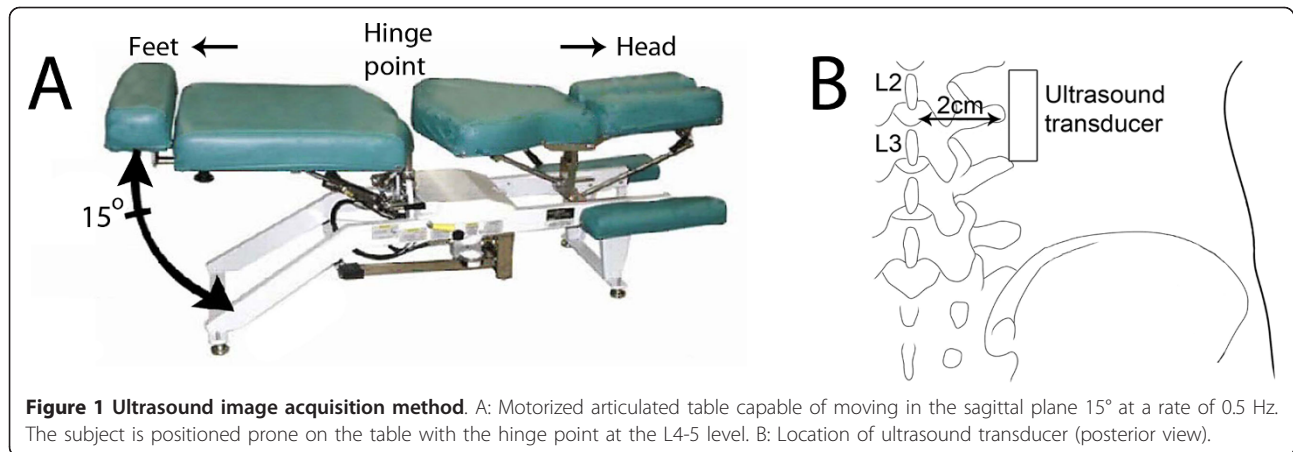 A
Feet ← Hinge point → Head
15°
B
L2
2cm
L3
Ultrasound
transducer
Figure 1 Ultrasound image acquisition method. A: Motorized articulated table capable of moving in the sagittal plane 15° at a rate of 0.5 Hz.
The subject is positioned prone on the table with the hinge point at the L4-5 level. B: Location of ultrasound transducer (posterior view).